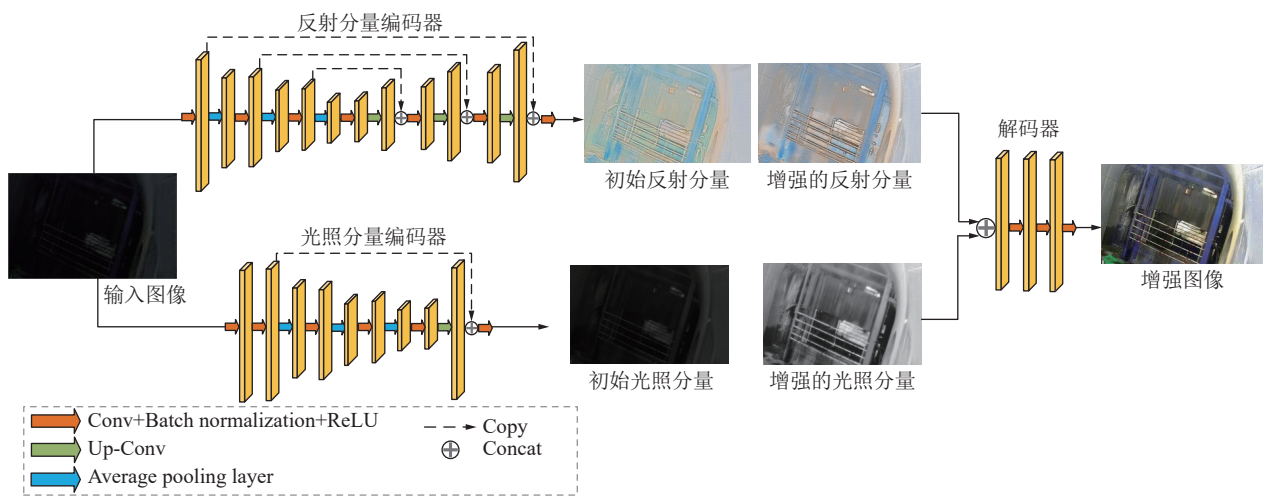 反射分量编码器
初始反射分量
增强的反射分量
解码器
输入图像
光照分量编码器
增强图像
初始光照分量
增强的光照分量
Conv+Batch normalization+ReLU
Copy
Up-Conv
Concat
Average pooling layer